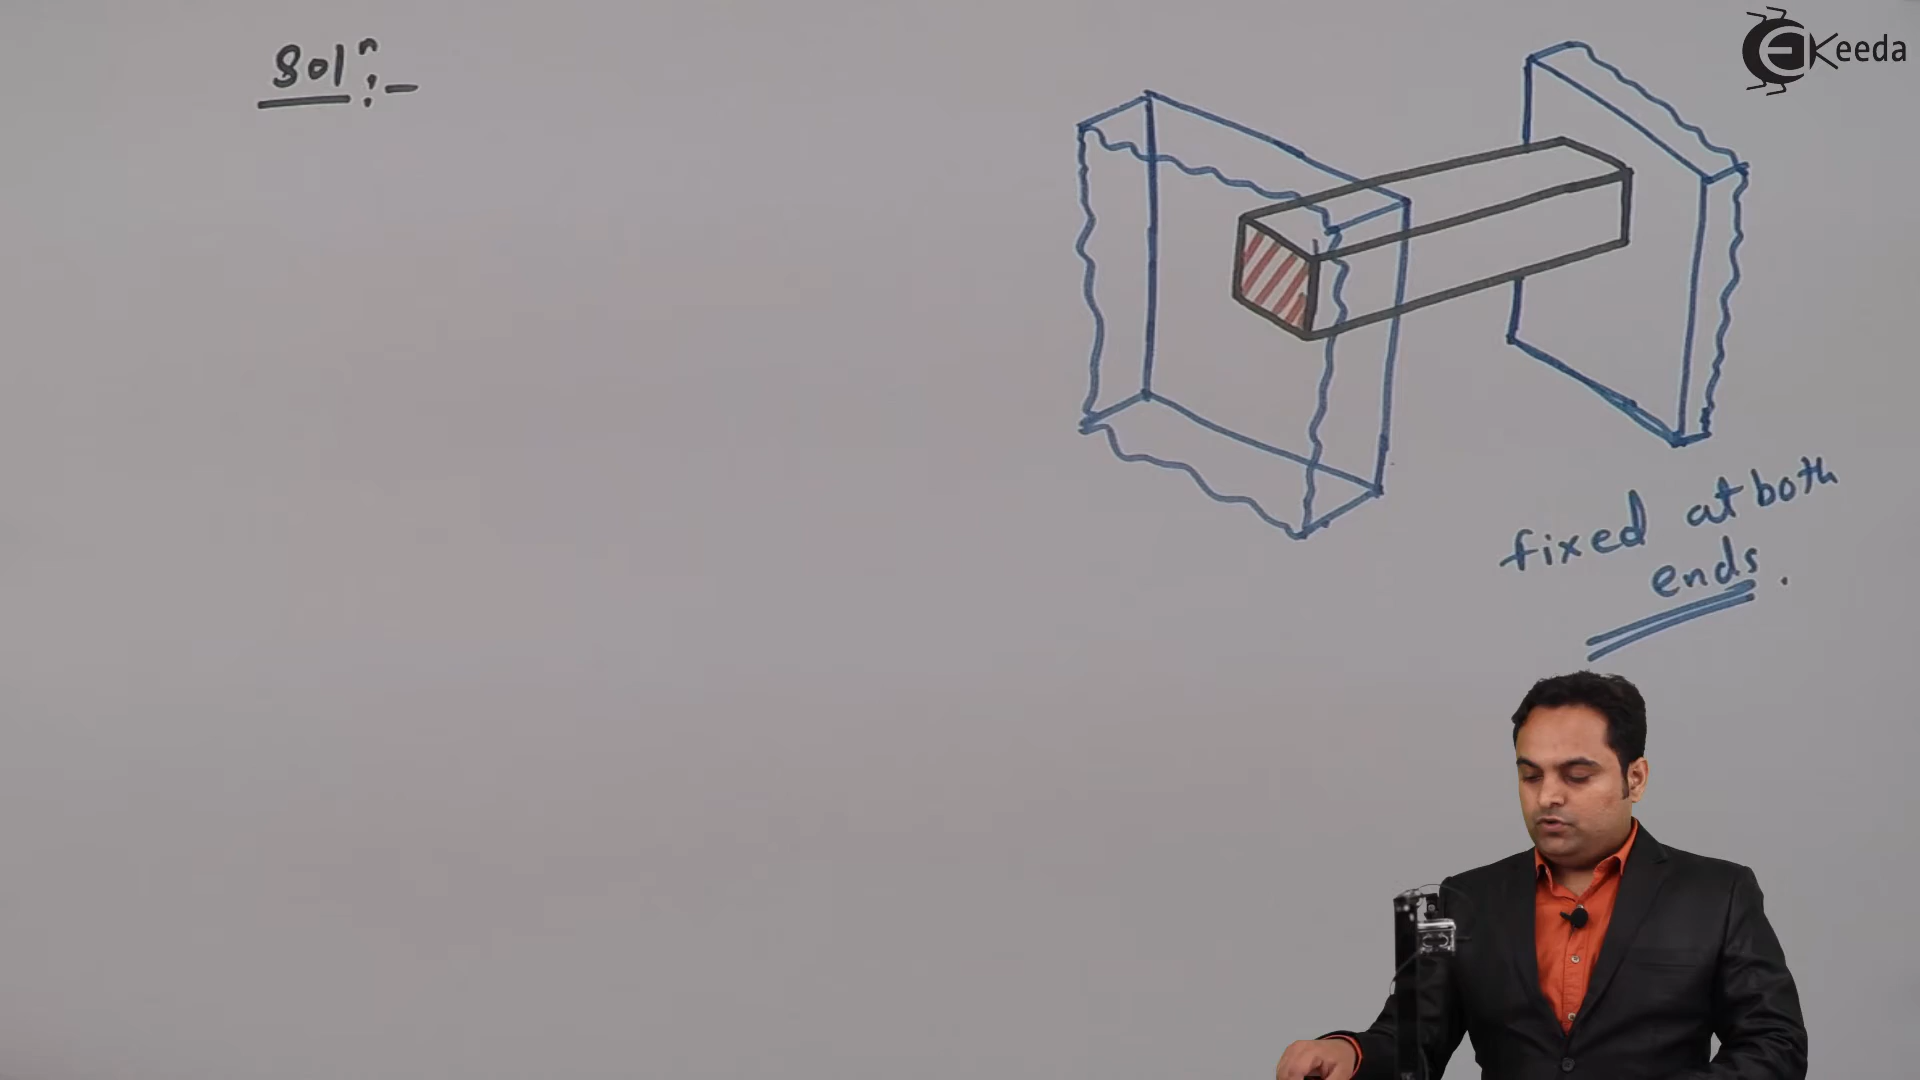 Solⁿ :-
EKeeda
fixed at both
ends.